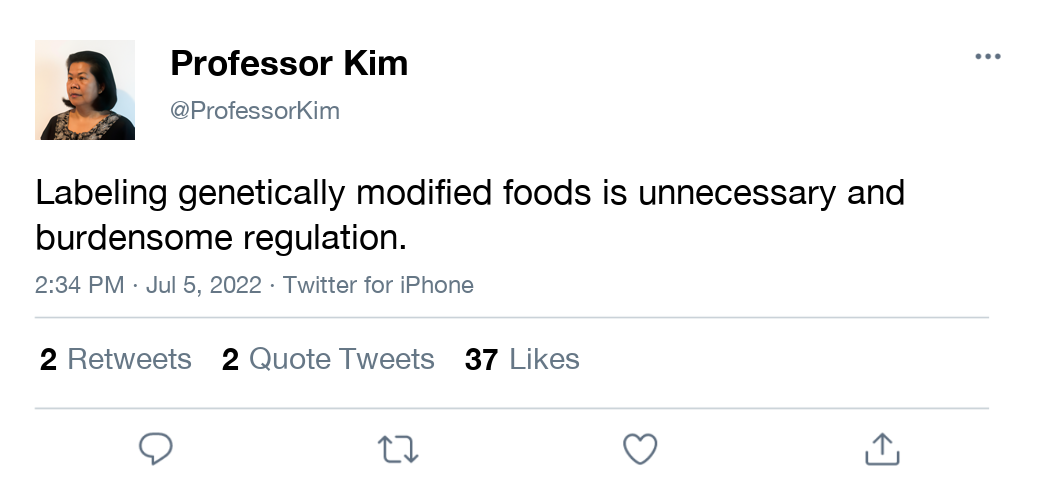 Professor Kim
@ProfessorKim
Labeling genetically modified foods is unnecessary and
burdensome regulation.
2:34 PM · Jul 5, 2022 · Twitter for iPhone
2 Retweets 2 Quote Tweets 37 Likes